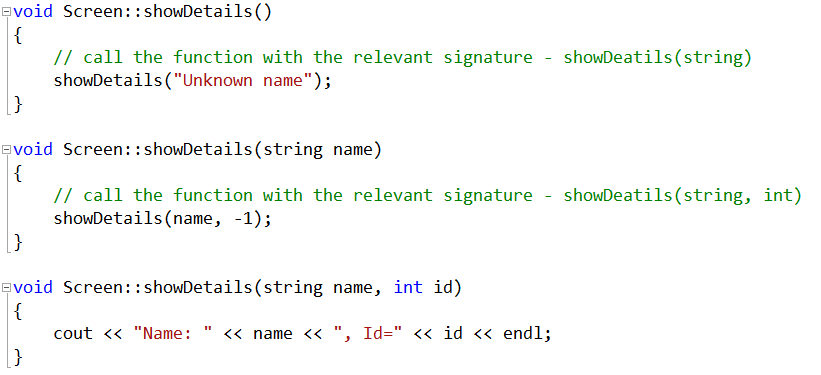 void Screen::showDetails()
{
    // call the function with the relevant signature - showDeatils(string)
    showDetails("Unknown name");
}

void Screen::showDetails(string name)
{
    // call the function with the relevant signature - showDeatils(string, int)
    showDetails(name, -1);
}

void Screen::showDetails(string name, int id)
{
    cout << "Name: " << name << ", Id=" << id << endl;
}